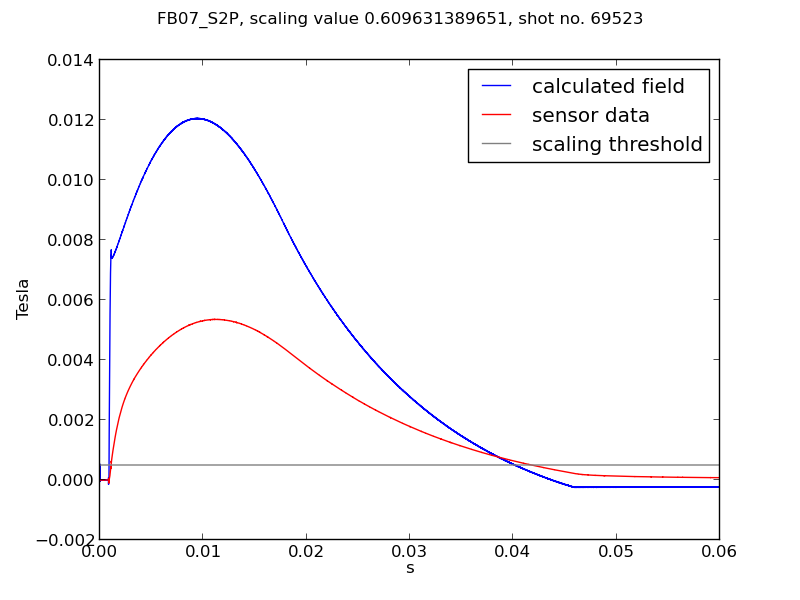 FB07_S2P, scaling value 0.609631389651, shot no. 69523
calculated field
sensor data
scaling threshold
0.014
0.012
0.010
0.008
0.006
0.004
0.002
0.000
−0.002
Tesla
0.00
0.01
0.02
0.03
0.04
0.05
0.06
s